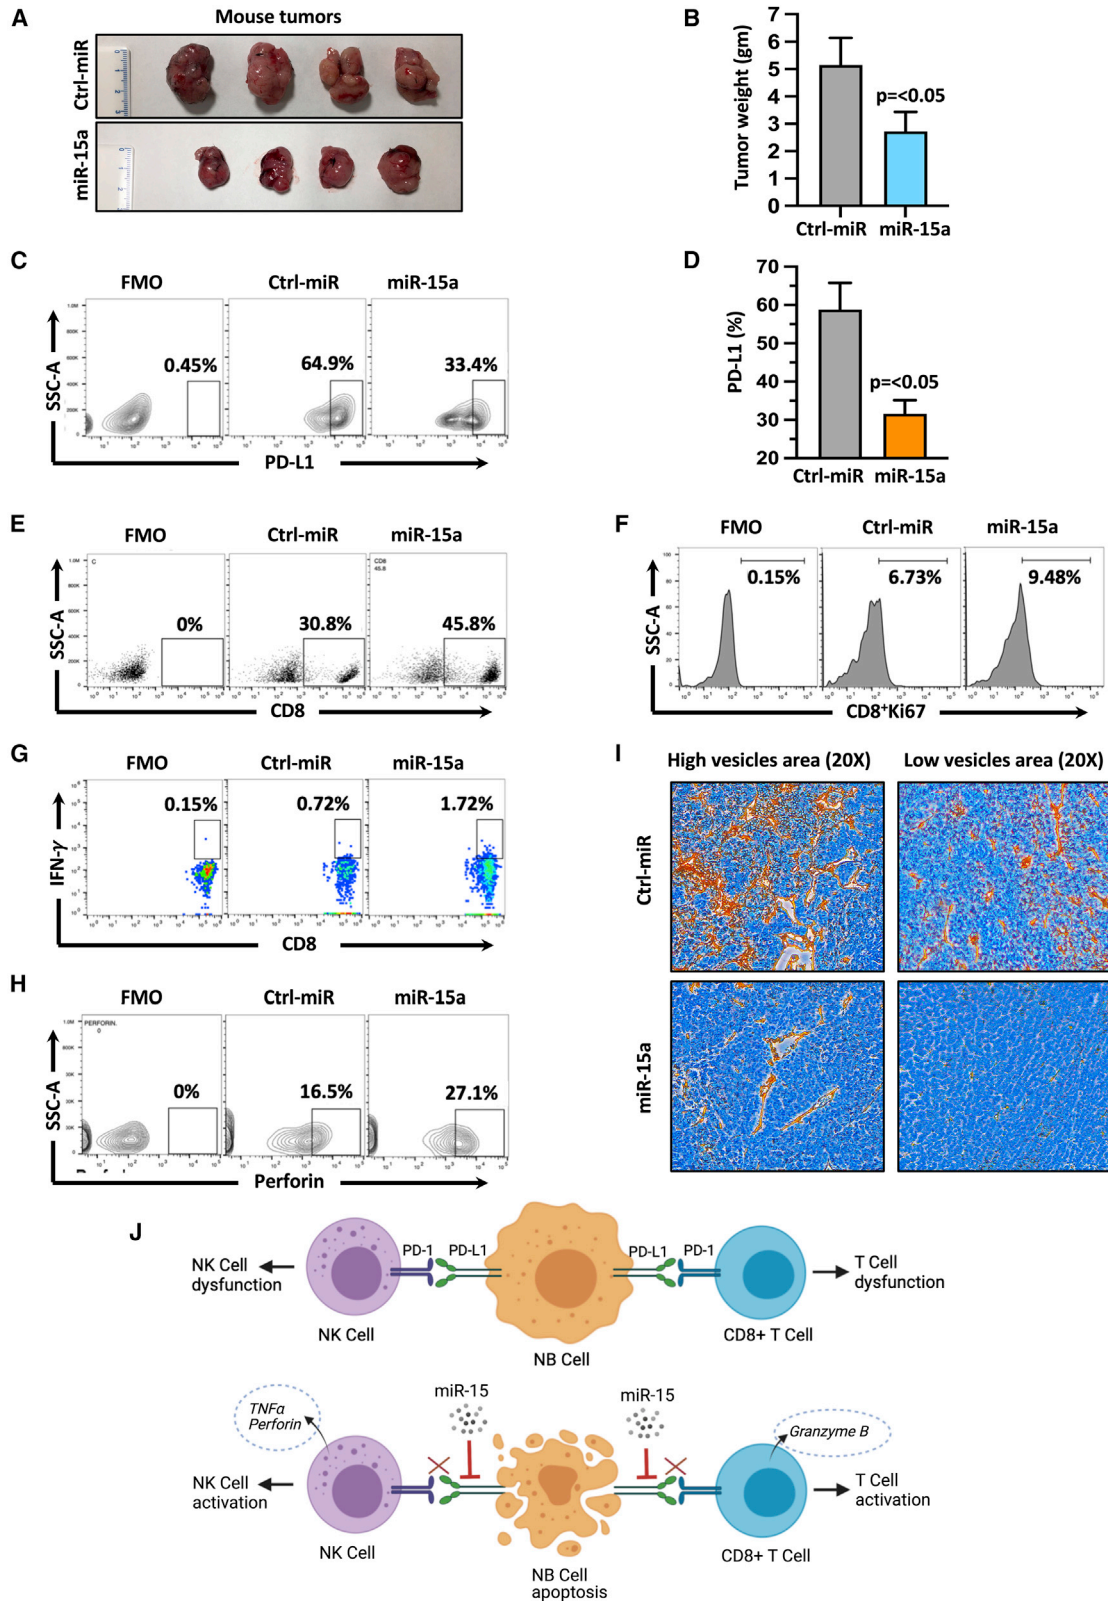 A
Mouse tumors
Ctrl-miR
miR-15a
B
Tumor weight (gm)
7
6
5
4
3
2
1
0
p=<0.05
Ctrl-miR miR-15a
C
FMO Ctrl-miR miR-15a
0.45% 64.9% 33.4%
SSC-A
PD-L1
D
PD-L1 (%)
70
60
50
40
30
20
p=<0.05
Ctrl-miR miR-15a
E
FMO Ctrl-miR miR-15a
0% 30.8% 45.8%
CD8
45.8
SSC-A
CD8
F
FMO Ctrl-miR miR-15a
0.15% 6.73% 9.48%
SSC-A
CD8+Ki67
G
FMO Ctrl-miR miR-15a
0.15% 0.72% 1.72%
IFN-γ
CD8
H
FMO Ctrl-miR miR-15a
PERFORIN.
0
0% 16.5% 27.1%
SSC-A
Perforin
I
High vesicles area (20X) Low vesicles area (20X)
Ctrl-miR
miR-15a
J
PD-1 PD-L1 PD-L1 PD-1
NK Cell
dysfunction
T Cell
dysfunction
NK Cell
NB Cell
CD8+ T Cell
miR-15 miR-15
TNFα
Perforin
Granzyme B
NK Cell
activation
T Cell
activation
NK Cell
NB Cell
apoptosis
CD8+ T Cell